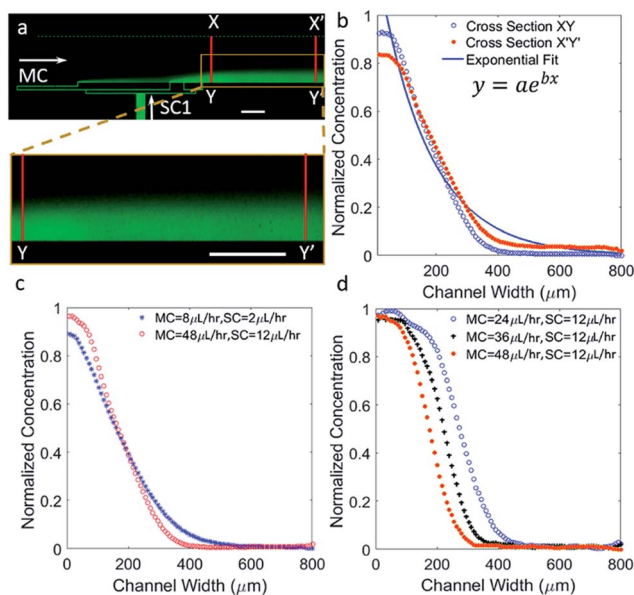 a
X
X'
MC
Y
Y'
SC1
Y
Y'
b
Normalized Concentration
1
0.8
0.6
0.4
0.2
0
Cross Section XY
Cross Section X'Y'
Exponential Fit
y = ae^{bx}
200 400 600 800
Channel Width (μm)
c
Normalized Concentration
1
0.8
0.6
0.4
0.2
0
MC=8μL/hr,SC=2μL/hr
MC=48μL/hr,SC=12μL/hr
0 200 400 600 800
Channel Width (μm)
d
Normalized Concentration
1
0.8
0.6
0.4
0.2
0
MC=24μL/hr,SC=12μL/hr
MC=36μL/hr,SC=12μL/hr
MC=48μL/hr,SC=12μL/hr
0 200 400 600 800
Channel Width (μm)